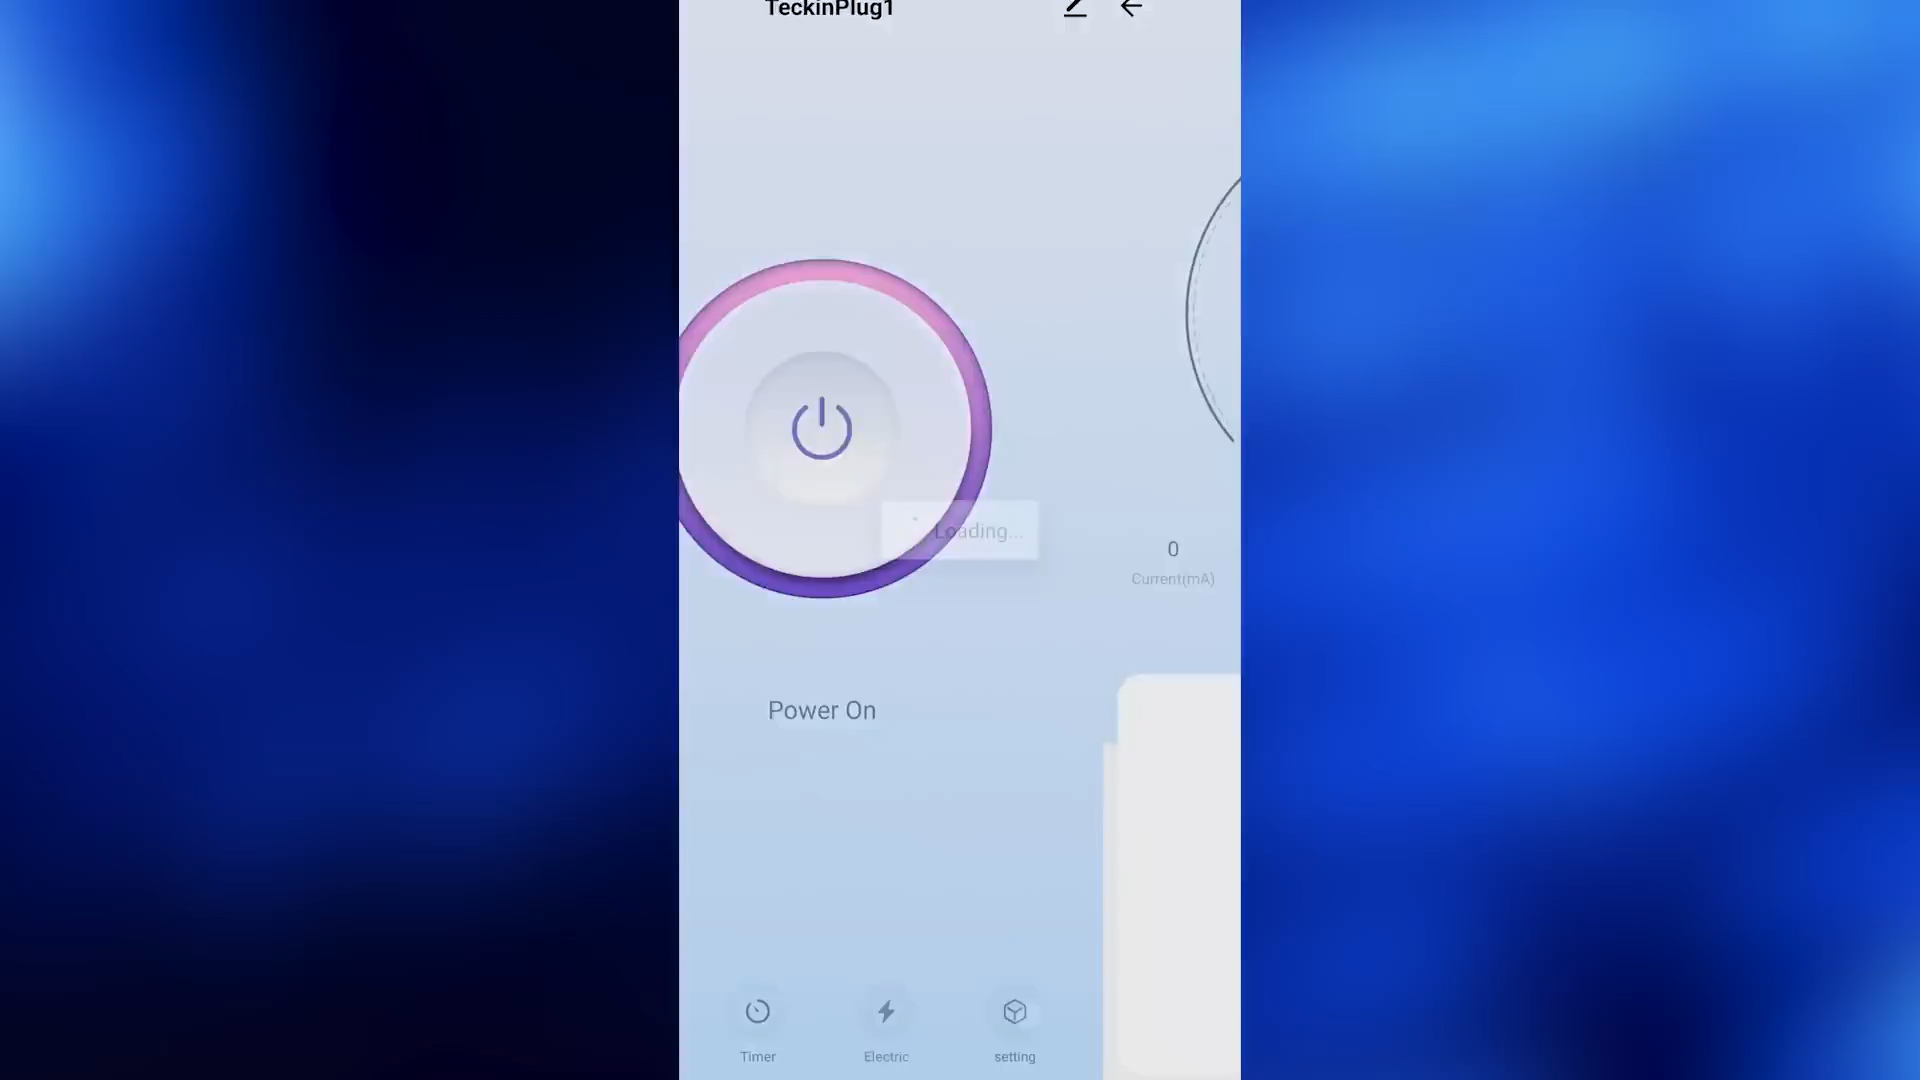 TeckinPlug1
Loading...
0
Current(mA)
Power On
Timer
Electric
setting